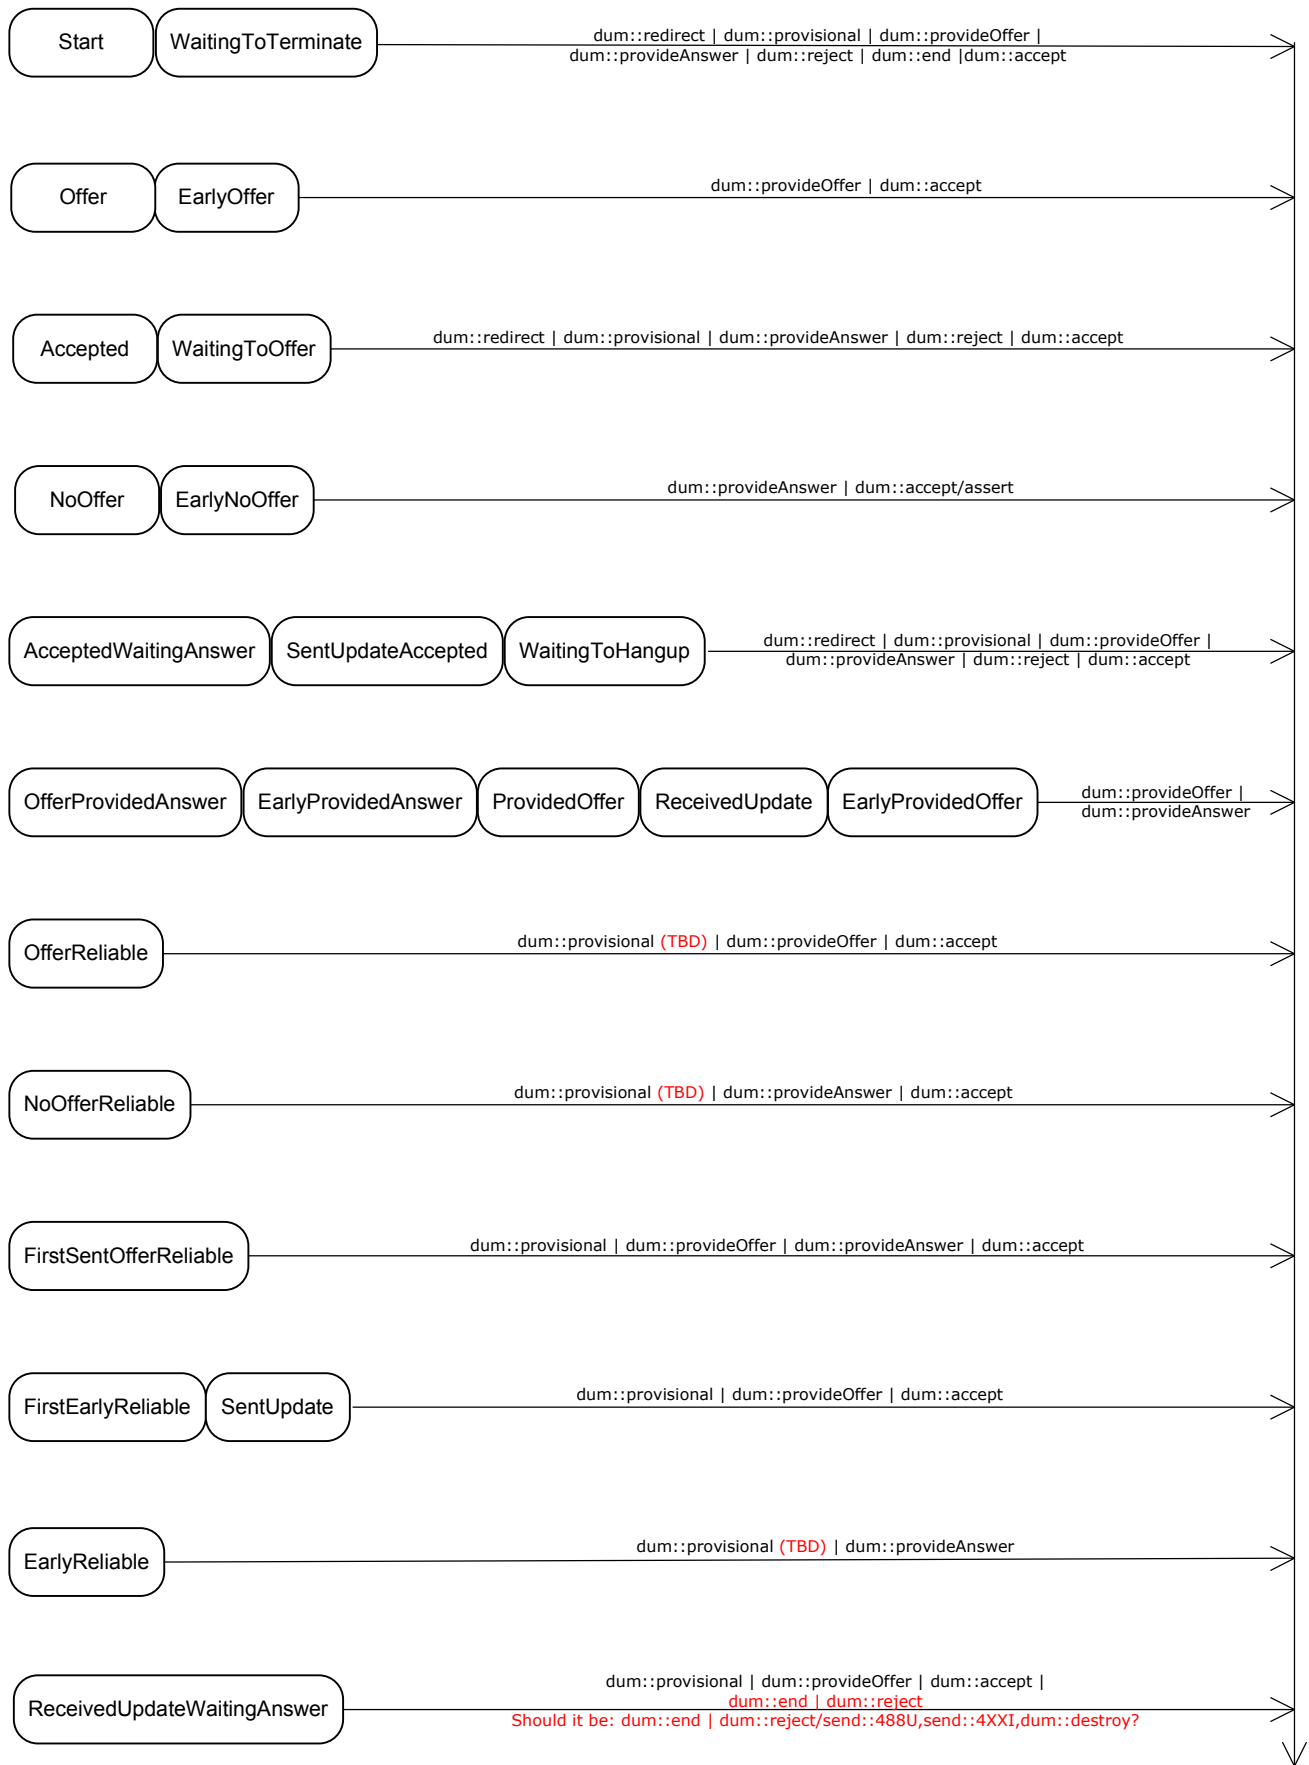 Start WaitingToTerminate dum::redirect | dum::provisional | dum::provideOffer |
dum::provideAnswer | dum::reject | dum::end |dum::accept
Offer EarlyOffer dum::provideOffer | dum::accept
Accepted WaitingToOffer dum::redirect | dum::provisional | dum::provideAnswer | dum::reject | dum::accept
NoOffer EarlyNoOffer dum::provideAnswer | dum::accept/assert
AcceptedWaitingAnswer SentUpdateAccepted WaitingToHangup dum::redirect | dum::provisional | dum::provideOffer |
dum::provideAnswer | dum::reject | dum::accept
OfferProvidedAnswer EarlyProvidedAnswer ProvidedOffer ReceivedUpdate EarlyProvidedOffer dum::provideOffer |
dum::provideAnswer
OfferReliable dum::provisional (TBD) | dum::provideOffer | dum::accept
NoOfferReliable dum::provisional (TBD) | dum::provideAnswer | dum::accept
FirstSentOfferReliable dum::provisional | dum::provideOffer | dum::provideAnswer | dum::accept
FirstEarlyReliable SentUpdate dum::provisional | dum::provideOffer | dum::accept
EarlyReliable dum::provisional (TBD) | dum::provideAnswer
ReceivedUpdateWaitingAnswer dum::provisional | dum::provideOffer | dum::accept |
dum::end | dum::reject
Should it be: dum::end | dum::reject/send::488U,send::4XXI,dum::destroy?